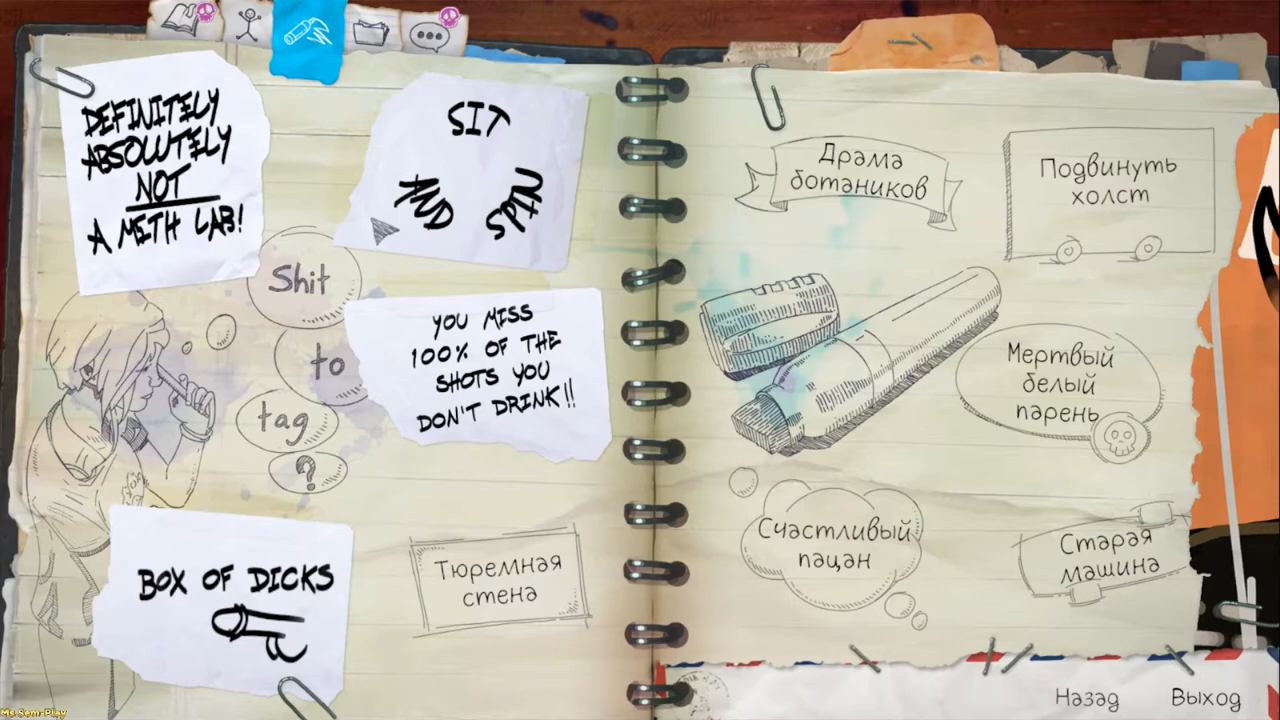 DEFINITELY
ABSOLUTELY
NOT
A METH LAB!
SIT
AND
SPIN
Shit
to
tag
?
YOU MISS
100% OF THE
SHOTS YOU
DON'T DRINK!!
BOX OF DICKS
Тюремная
стена
Драма
ботаников
Подвинуть
холст
Мертвый
белый
парень
Счастливый
пацан
Старая
машина
Назад
Выход
Ms.Sam-Play